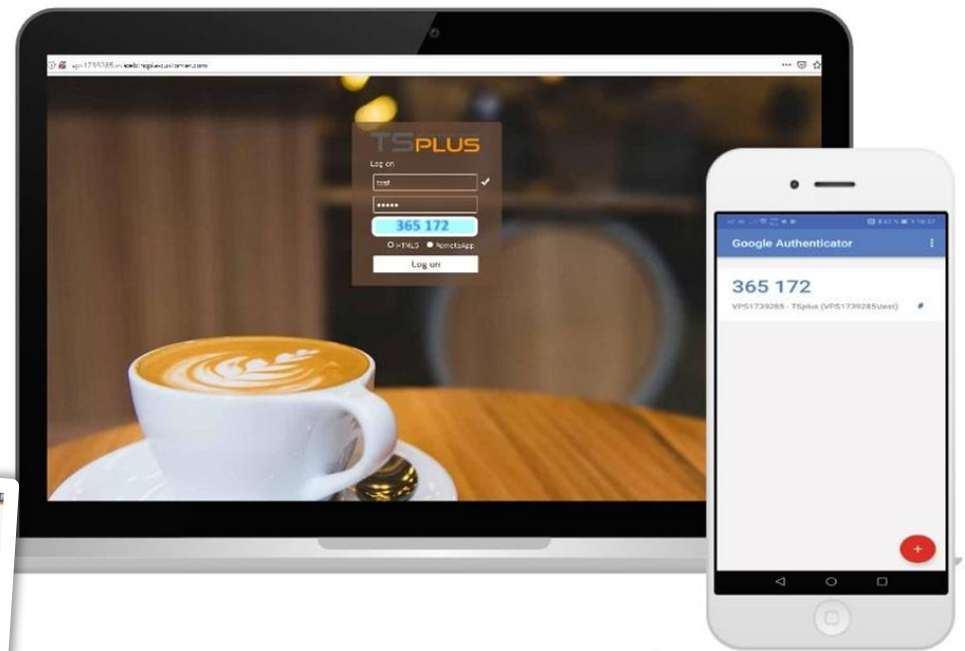 TSPLUS
Log on
test
•••••
365 172
HTML5 RemoteApp
Log on
Google Authenticator
365 172
VPS1739285 - TSplus (VPS1739285\test)